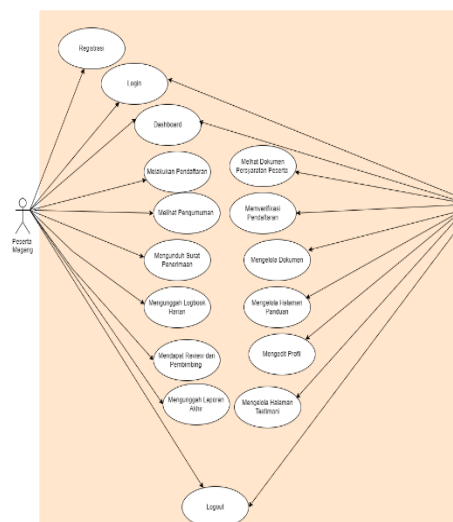 Registrasi
Login
Dashboard
Melakukan Pendaftaran
Melihat Dokumen
Persyaratan Peserta
Melihat Pengumuman
Memverifikasi
Pendaftaran
Peserta
Magang
Mengunduh Surat
Penerimaan
Mengelola Dokumen
Mengunggah Logbook
Harian
Mengelola Halaman
Panduan
Mendapat Review dari
Pembimbing
Mengedit Profil
Mengunggah Laporan
Akhir
Mengelola Halaman
Testimoni
Logout